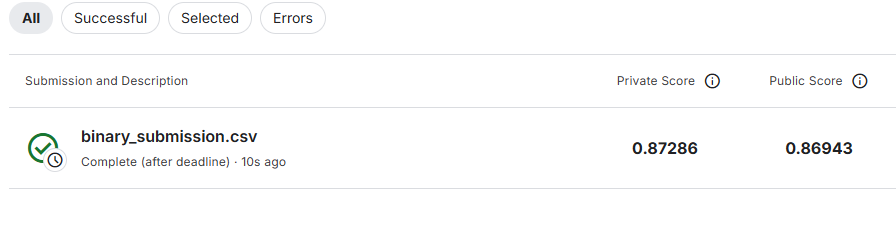 All Successful Selected Errors
Submission and Description Private Score Public Score
binary_submission.csv
Complete (after deadline) · 10s ago
0.87286 0.86943